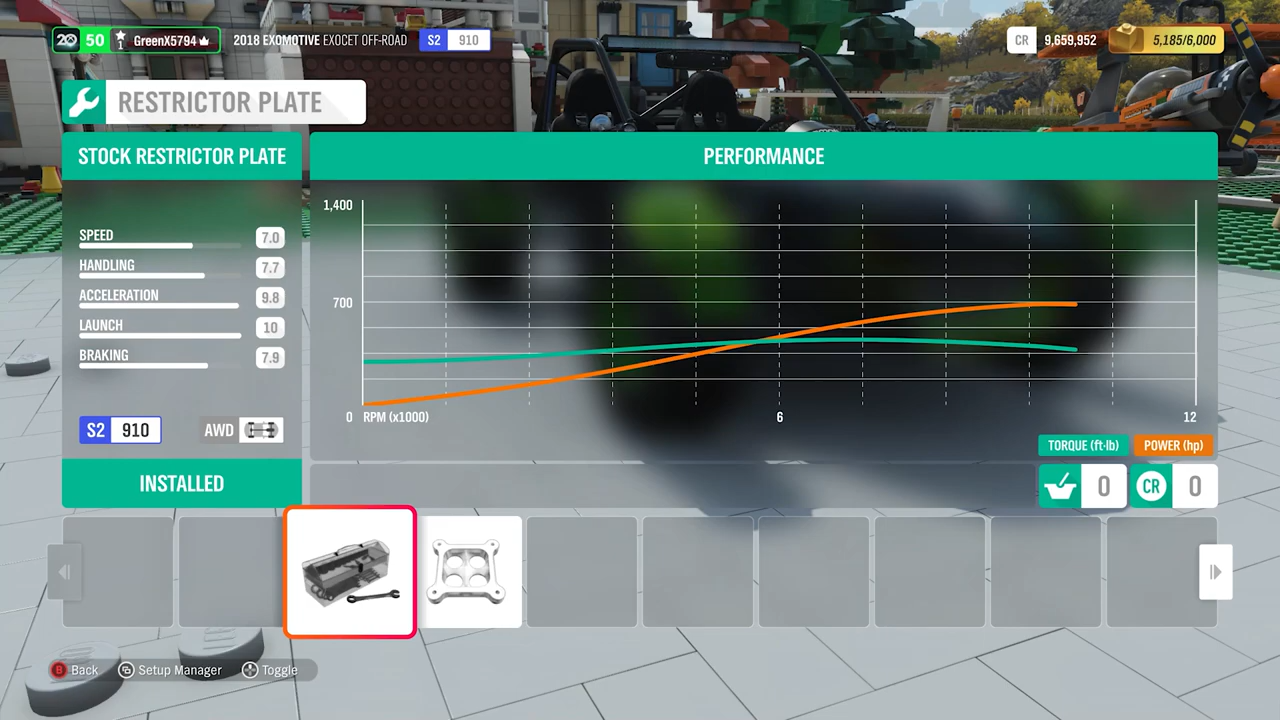 20 50 1 GreenX5794 2018 EXOMOTIVE EXOCET OFF-ROAD S2 910 CR 9,659,952 5,185/6,000
RESTRICTOR PLATE
STOCK RESTRICTOR PLATE
SPEED 7.0
HANDLING 7.7
ACCELERATION 9.8
LAUNCH 10
BRAKING 7.9
S2 910 AWD
INSTALLED
PERFORMANCE
1,400
700
0 RPM (x1000) 6 12
TORQUE (ft·lb) POWER (hp)
0 CR 0
B Back Setup Manager Toggle